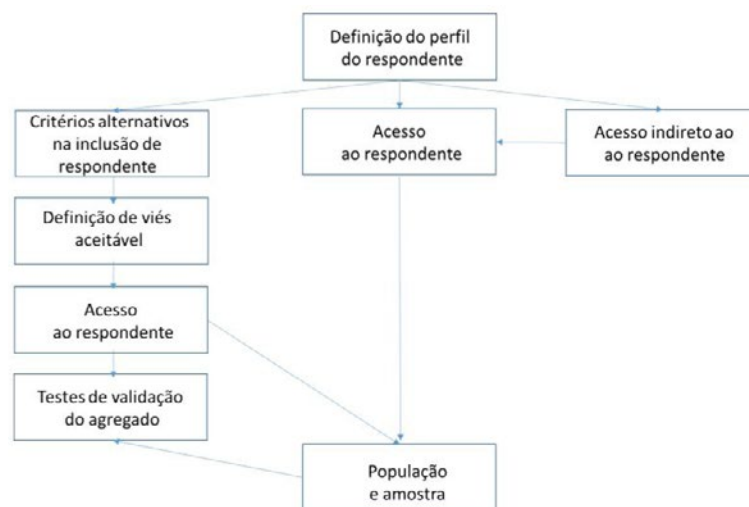 Definição do perfil
do respondente
Critérios alternativos
na inclusão de
respondente
Acesso
ao respondente
Acesso indireto ao
ao respondente
Definição de viés
aceitável
Acesso
ao respondente
Testes de validação
do agregado
População
e amostra